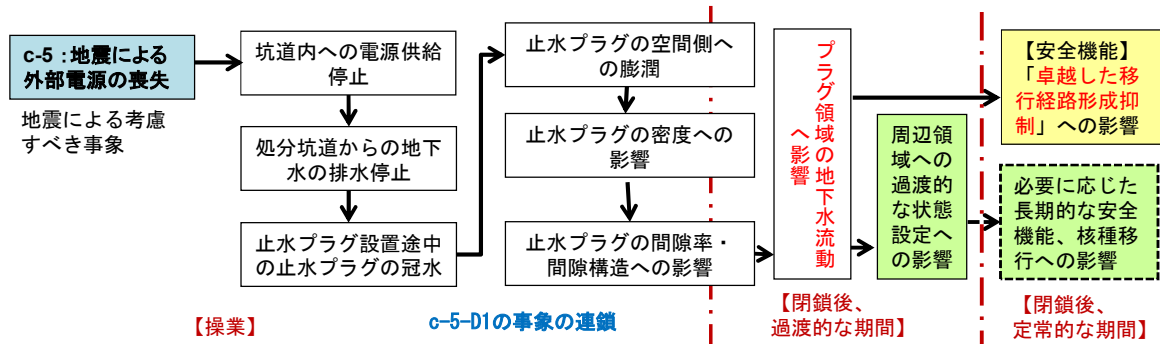 c-5：地震による
外部電源の喪失
地震による考慮
すべき事象
坑道内への電源供給
停止
処分坑道からの地下
水の排水停止
止水プラグ設置途中
の止水プラグの冠水
止水プラグの空間側へ
の膨潤
止水プラグの密度への
影響
止水プラグの間隙率・
間隙構造への影響
プラグ領域の地下水流動
へ影響
周辺領
域への
過渡的
な状態
設定へ
の影響
【安全機能】
「卓越した移
行経路形成抑
制」への影響
必要に応じた
長期的な安全
機能、核種移
行への影響
【操業】
c-5-D1の事象の連鎖
【閉鎖後、
過渡的な期間】
【閉鎖後、
定常的な期間】